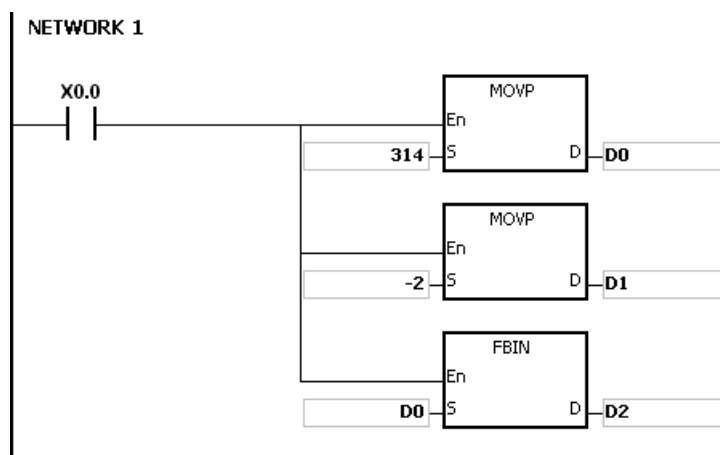 NETWORK 1
X0.0
MOVP
En
314 S D D0
MOVP
En
-2 S D D1
FBIN
En
D0 S D D2